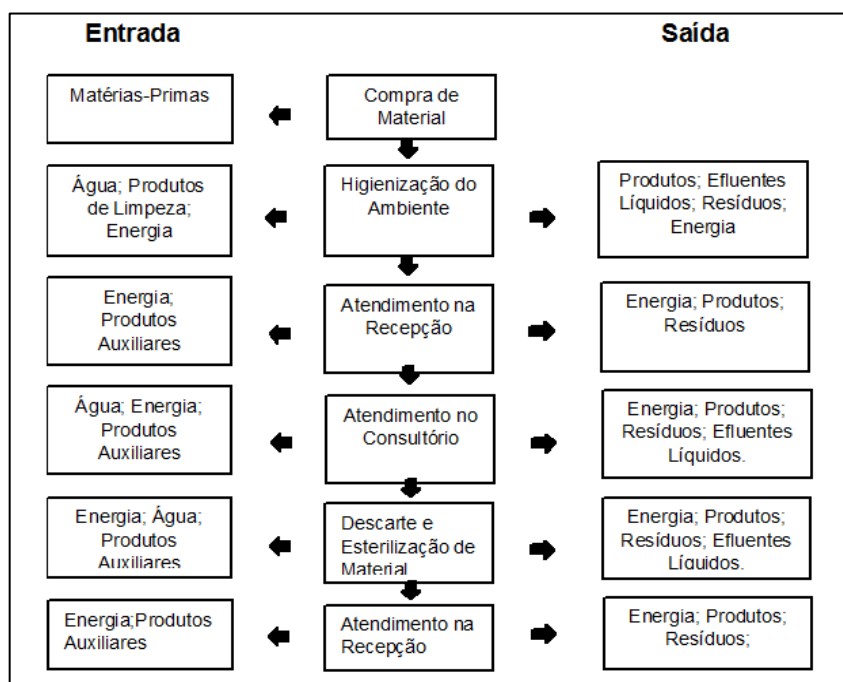 Entrada
Saída
Matérias-Primas
Compra de
Material
Água; Produtos
de Limpeza;
Energia
Higienização do
Ambiente
Produtos; Efluentes
Líquidos; Resíduos;
Energia
Energia;
Produtos
Auxiliares
Atendimento na
Recepção
Energia; Produtos;
Resíduos
Água; Energia;
Produtos
Auxiliares
Atendimento no
Consultório
Energia; Produtos;
Resíduos; Efluentes
Líquidos.
Energia; Água;
Produtos
Auxiliares
Descarte e
Esterilização de
Material
Energia; Produtos;
Resíduos; Efluentes
Líquidos.
Energia;Produtos
Auxiliares
Atendimento na
Recepção
Energia; Produtos;
Resíduos;